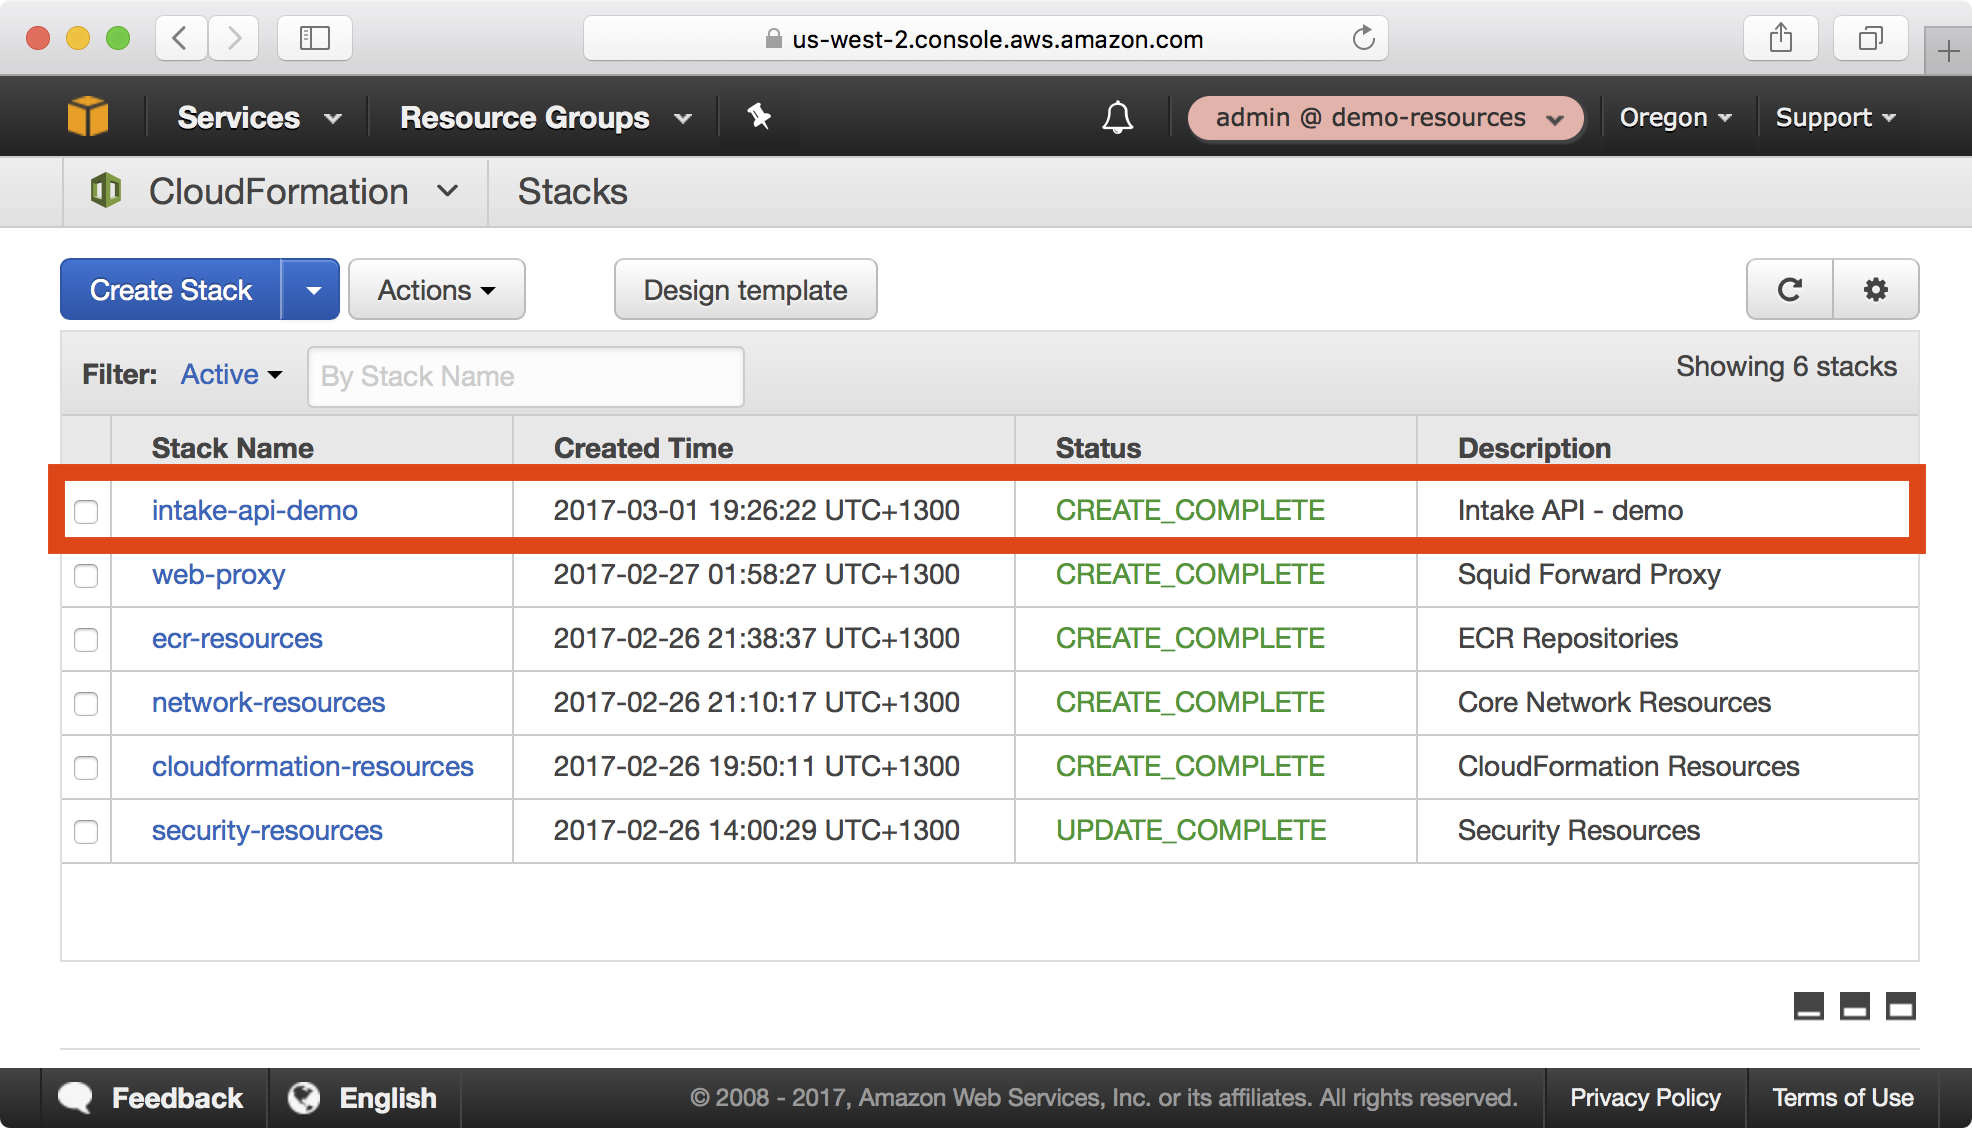 us-west-2.console.aws.amazon.com
Services Resource Groups admin @ demo-resources Oregon Support
CloudFormation Stacks
Create Stack Actions Design template
Filter: Active By Stack Name Showing 6 stacks
Stack Name Created Time Status Description
intake-api-demo 2017-03-01 19:26:22 UTC+1300 CREATE_COMPLETE Intake API - demo
web-proxy 2017-02-27 01:58:27 UTC+1300 CREATE_COMPLETE Squid Forward Proxy
ecr-resources 2017-02-26 21:38:37 UTC+1300 CREATE_COMPLETE ECR Repositories
network-resources 2017-02-26 21:10:17 UTC+1300 CREATE_COMPLETE Core Network Resources
cloudformation-resources 2017-02-26 19:50:11 UTC+1300 CREATE_COMPLETE CloudFormation Resources
security-resources 2017-02-26 14:00:29 UTC+1300 UPDATE_COMPLETE Security Resources
Feedback English © 2008 - 2017, Amazon Web Services, Inc. or its affiliates. All rights reserved. Privacy Policy Terms of Use